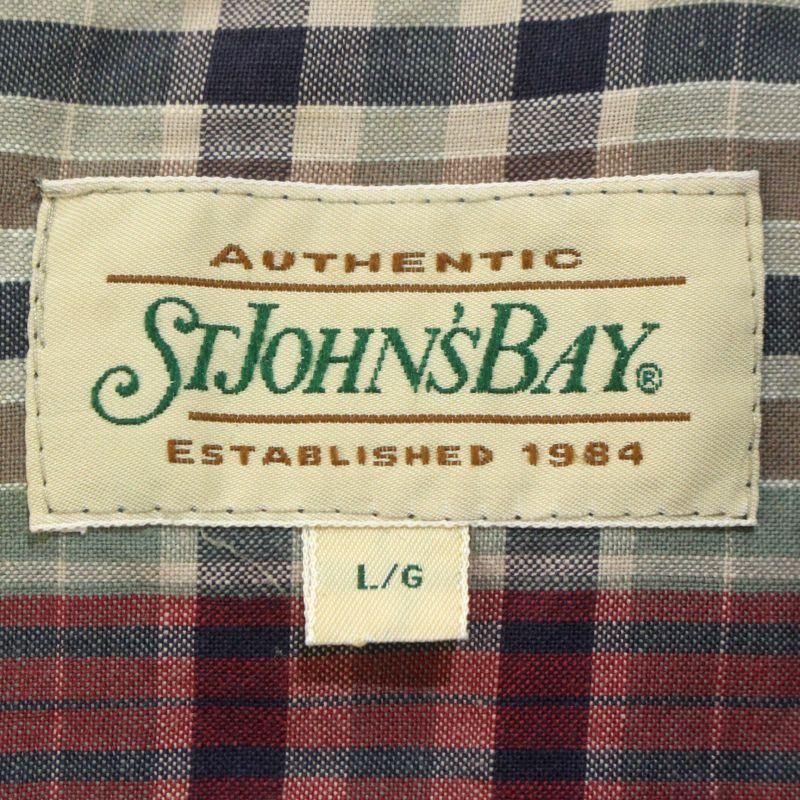 AUTHENTIC
ST JOHN'S BAY®
ESTABLISHED 1984
L/G